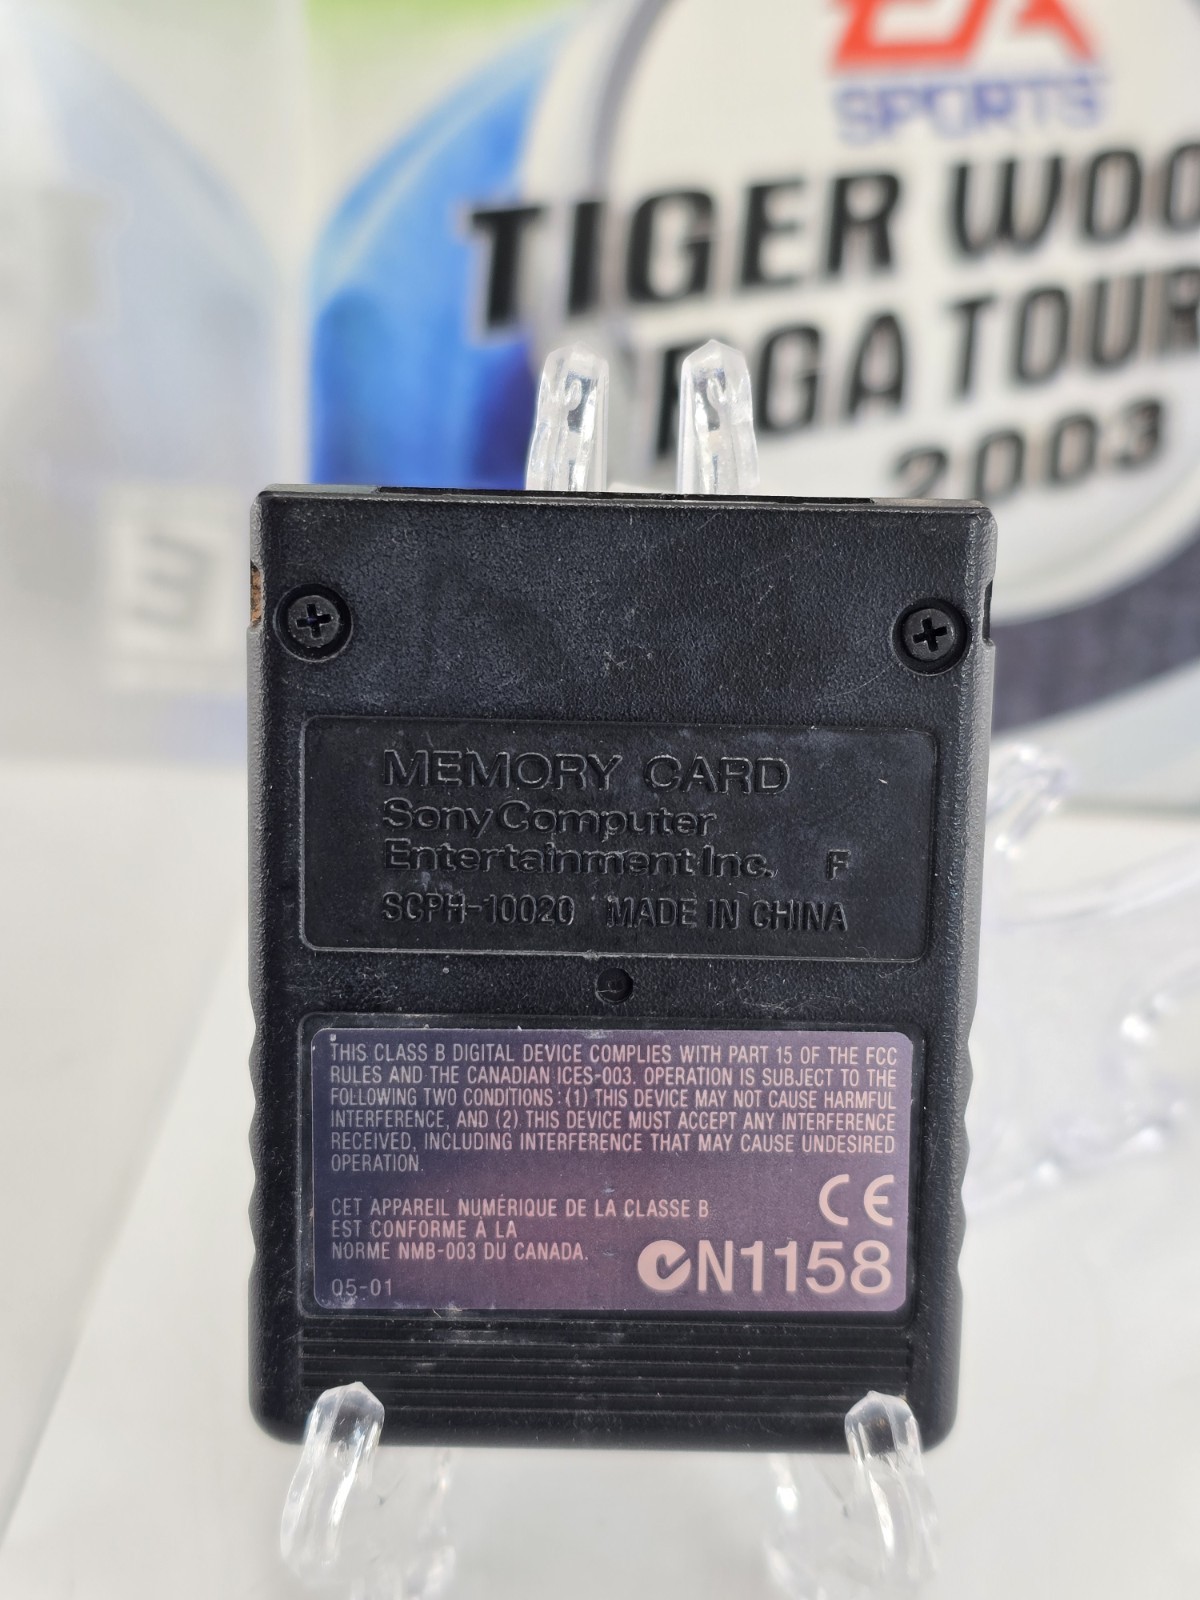 EA
SPORTS
TIGER WOO
PGA TOUR
2003
E
MEMORY CARD
Sony Computer
Entertainment Inc. F
SCPH-10020 MADE IN CHINA
THIS CLASS B DIGITAL DEVICE COMPLIES WITH PART 15 OF THE FCC
RULES AND THE CANADIAN ICES-003. OPERATION IS SUBJECT TO THE
FOLLOWING TWO CONDITIONS : (1) THIS DEVICE MAY NOT CAUSE HARMFUL
INTERFERENCE, AND (2) THIS DEVICE MUST ACCEPT ANY INTERFERENCE
RECEIVED, INCLUDING INTERFERENCE THAT MAY CAUSE UNDESIRED
OPERATION.
CE
CET APPAREIL NUMÉRIQUE DE LA CLASSE B
EST CONFORME À LA
NORME NMB-003 DU CANADA.
N1158
05-01